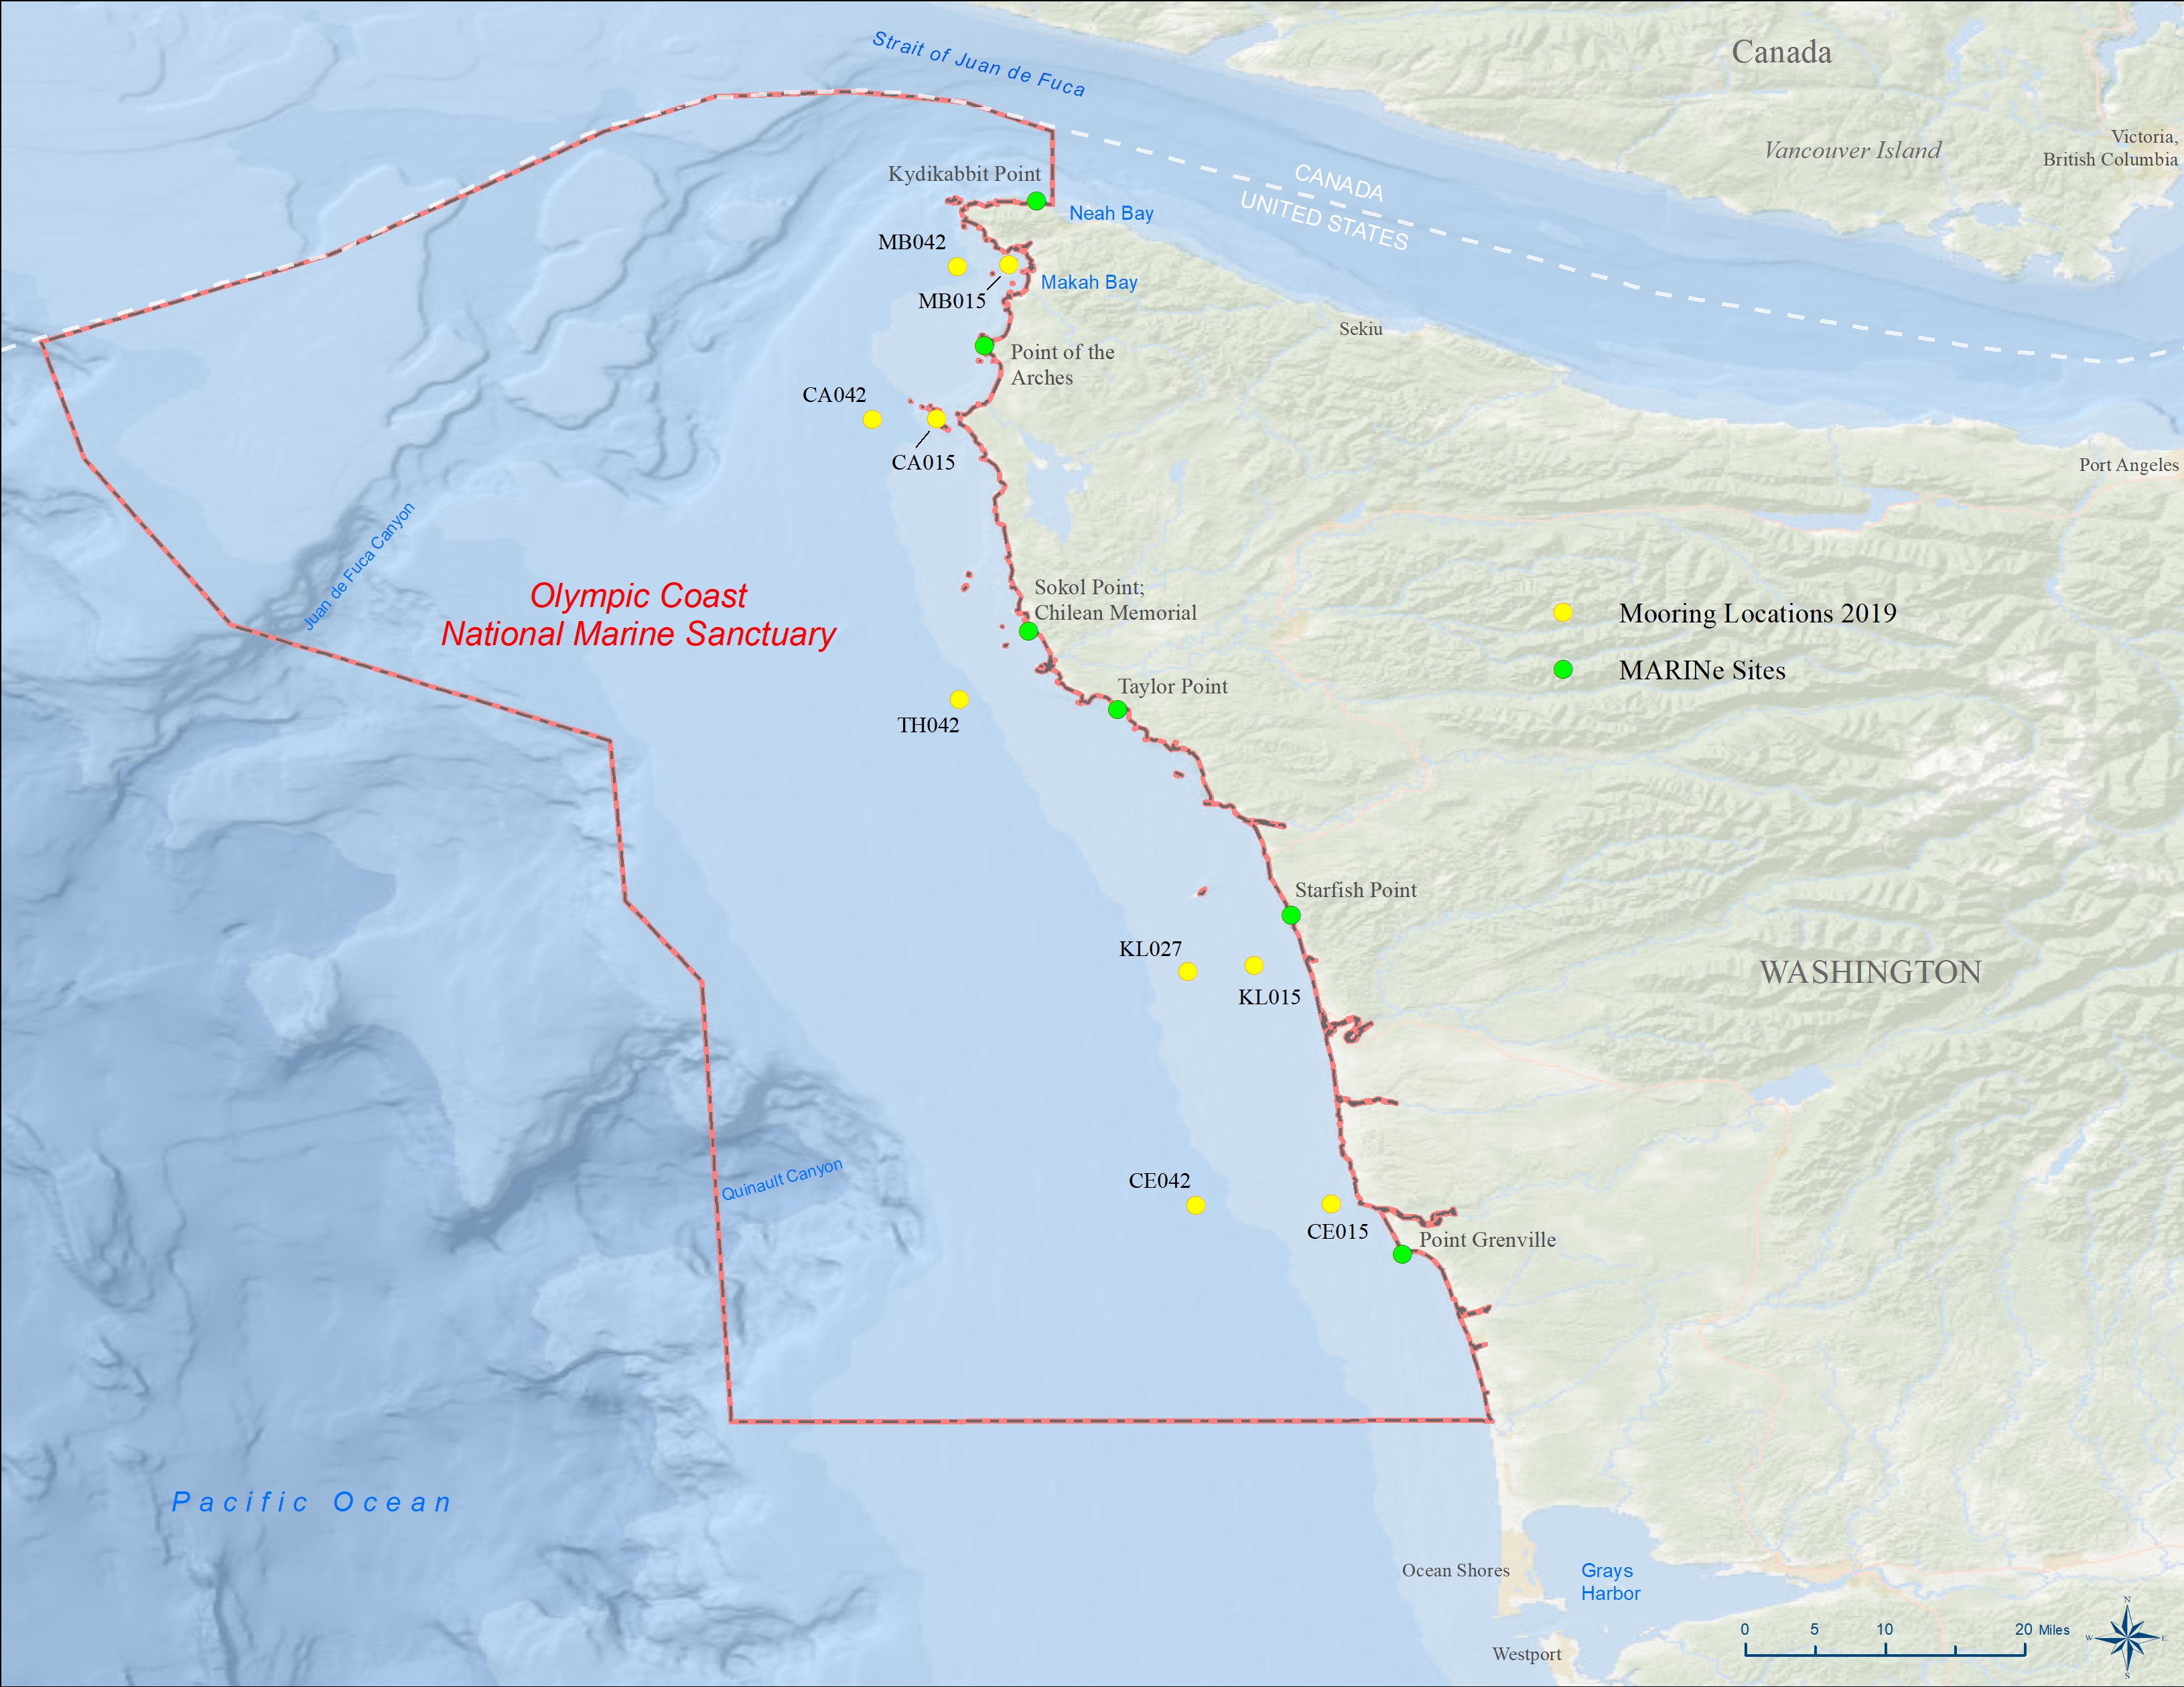 Strait of Juan de Fuca
Canada
Vancouver Island
Victoria,
British Columbia
Kydikabbit Point
CANADA
UNITED STATES
Neah Bay
MB042
Makah Bay
MB015
Sekiu
Point of the
Arches
CA042
CA015
Port Angeles
Juan de Fuca Canyon
Olympic Coast
National Marine Sanctuary
Sokol Point;
Chilean Memorial
Mooring Locations 2019
MARINe Sites
Taylor Point
TH042
Starfish Point
KL027
KL015
WASHINGTON
Quinault Canyon
CE042
CE015
Point Grenville
Pacific Ocean
Ocean Shores
Grays
Harbor
Westport
0 5 10 20 Miles
N
W E
S